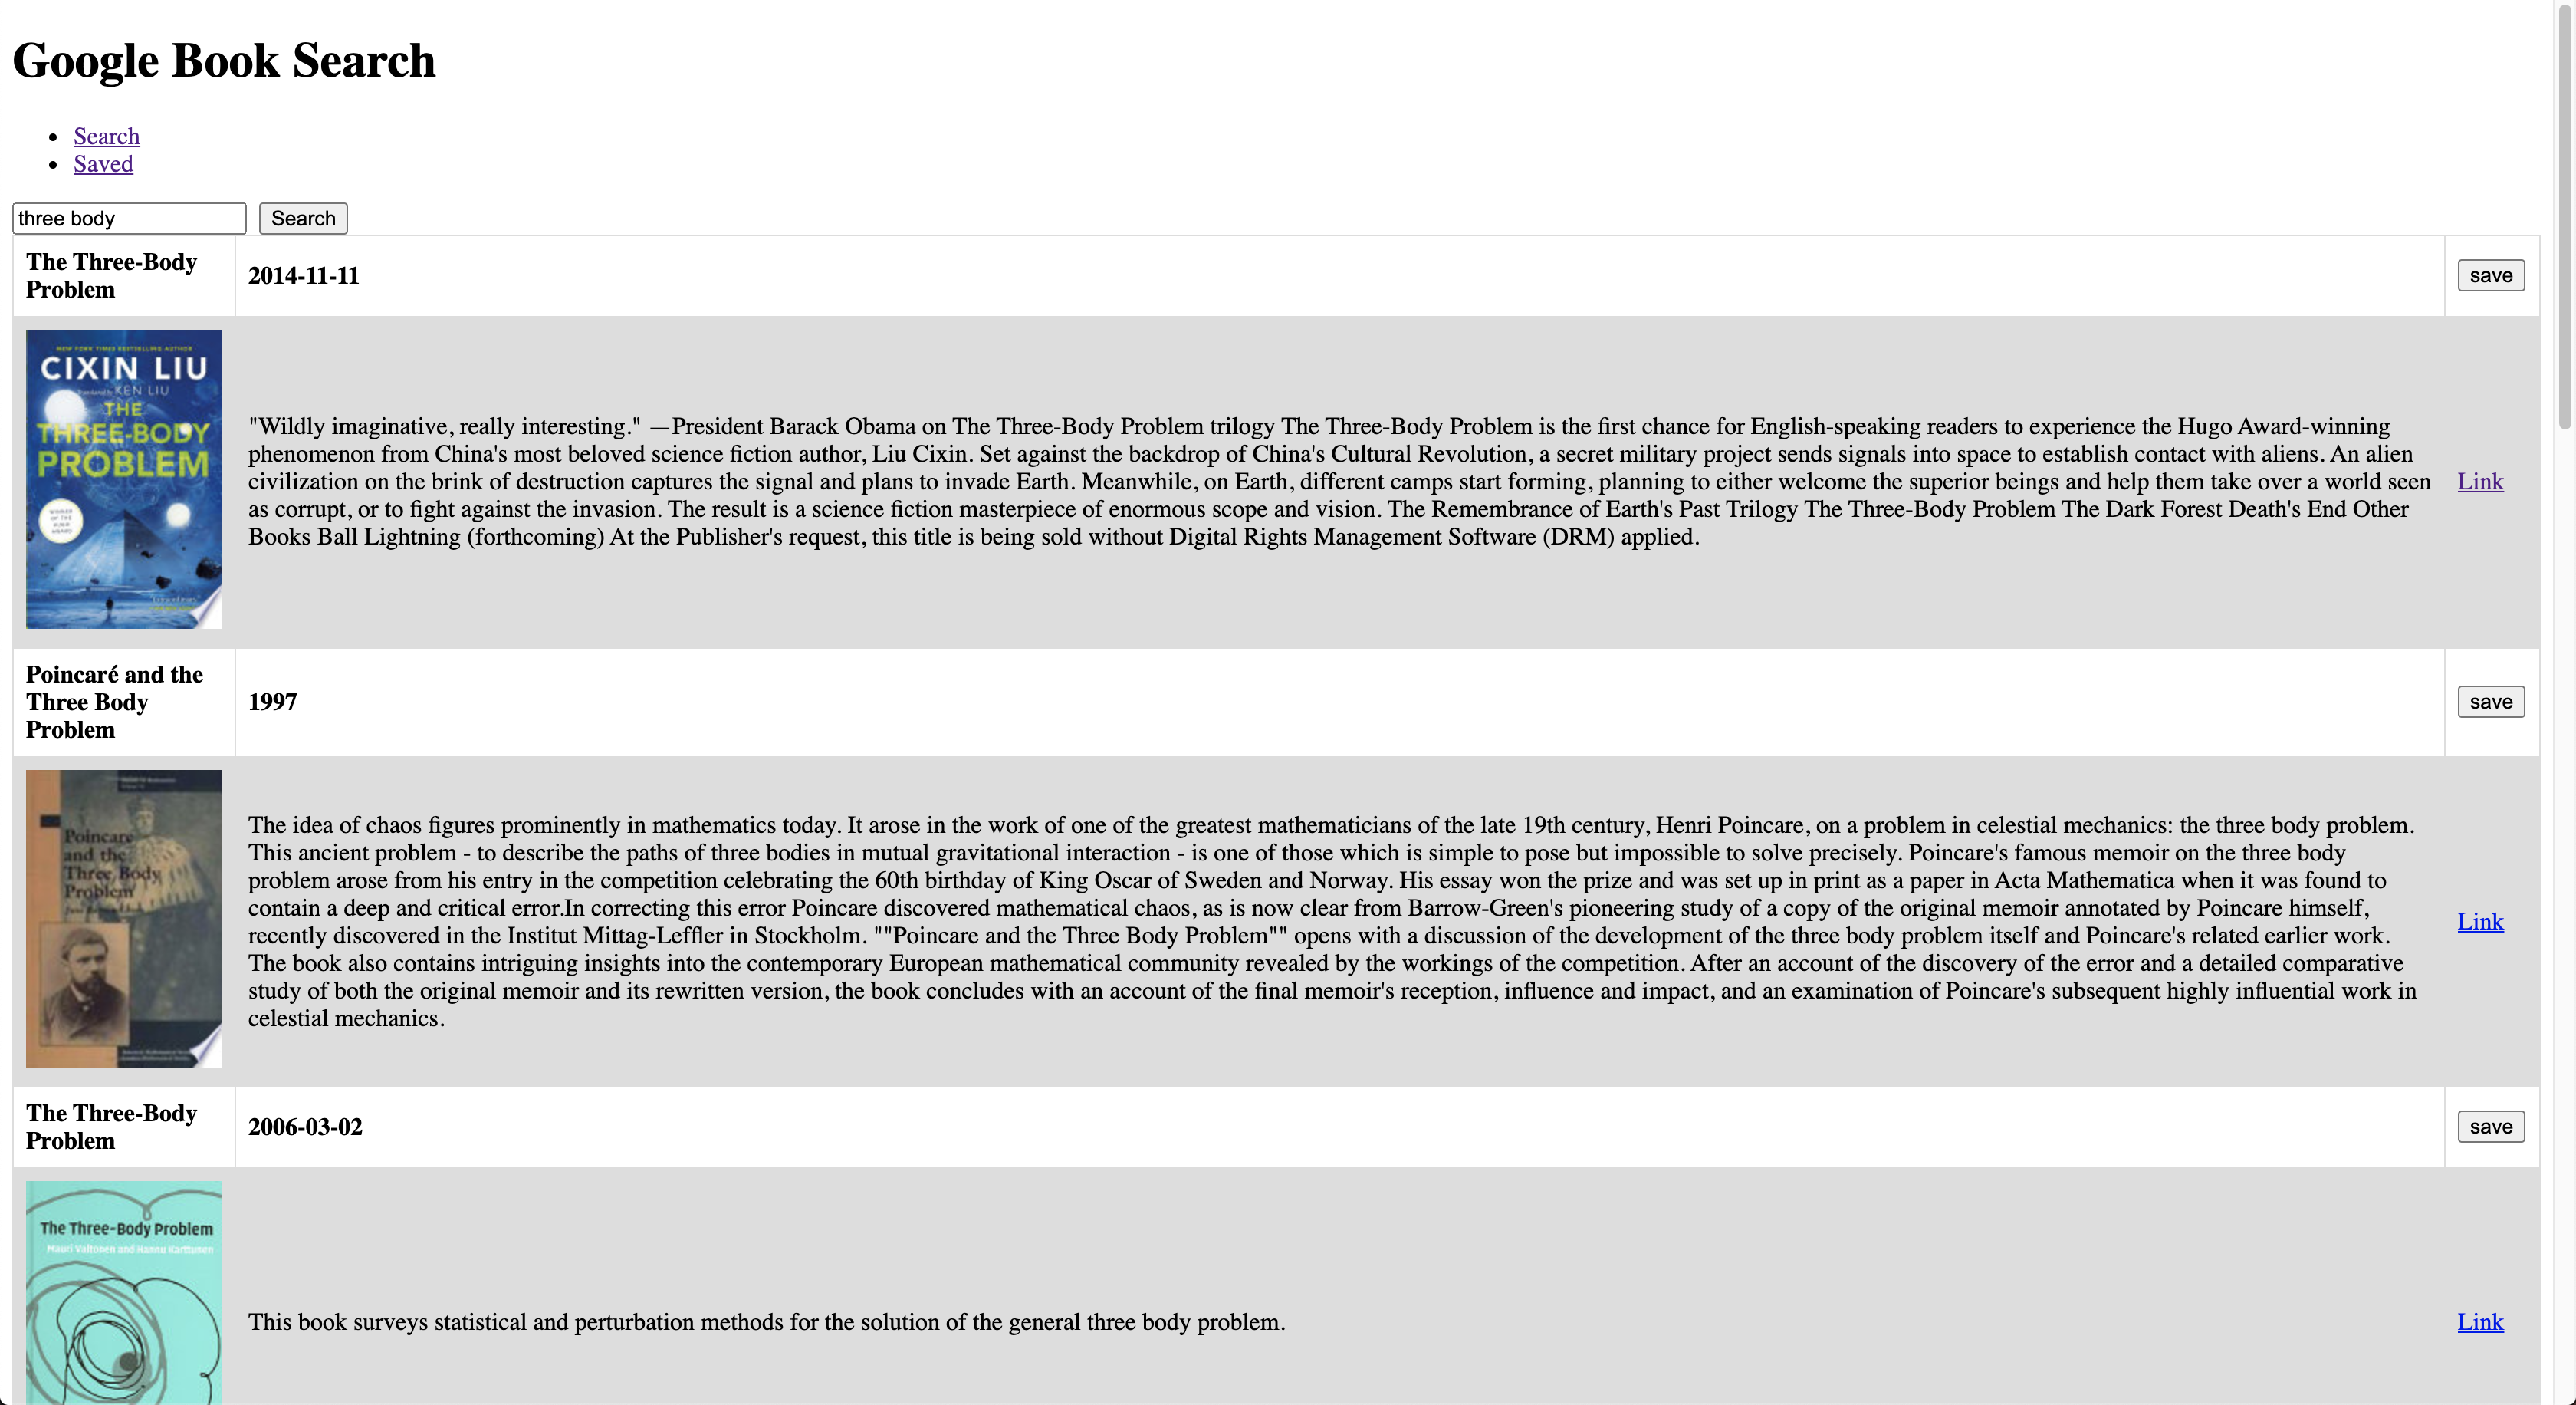 Google Book Search
Search
Saved
three body
Search
The Three-Body
Problem
2014-11-11
save
NEW YORK TIMES BESTSELLING AUTHOR
CIXIN LIU
Translated by KEN LIU
THE
THREE-BODY
PROBLEM
WINNER
OF THE
HUGO
AWARD
"Wildly imaginative, really interesting." —President Barack Obama on The Three-Body Problem trilogy The Three-Body Problem is the first chance for English-speaking readers to experience the Hugo Award-winning
phenomenon from China's most beloved science fiction author, Liu Cixin. Set against the backdrop of China's Cultural Revolution, a secret military project sends signals into space to establish contact with aliens. An alien
civilization on the brink of destruction captures the signal and plans to invade Earth. Meanwhile, on Earth, different camps start forming, planning to either welcome the superior beings and help them take over a world seen
as corrupt, or to fight against the invasion. The result is a science fiction masterpiece of enormous scope and vision. The Remembrance of Earth's Past Trilogy The Three-Body Problem The Dark Forest Death's End Other
Books Ball Lightning (forthcoming) At the Publisher's request, this title is being sold without Digital Rights Management Software (DRM) applied.
Link
Poincaré and the
Three Body
Problem
1997
save
Poincare
and the
Three Body
Problem
The idea of chaos figures prominently in mathematics today. It arose in the work of one of the greatest mathematicians of the late 19th century, Henri Poincare, on a problem in celestial mechanics: the three body problem.
This ancient problem - to describe the paths of three bodies in mutual gravitational interaction - is one of those which is simple to pose but impossible to solve precisely. Poincare's famous memoir on the three body
problem arose from his entry in the competition celebrating the 60th birthday of King Oscar of Sweden and Norway. His essay won the prize and was set up in print as a paper in Acta Mathematica when it was found to
contain a deep and critical error.In correcting this error Poincare discovered mathematical chaos, as is now clear from Barrow-Green's pioneering study of a copy of the original memoir annotated by Poincare himself,
recently discovered in the Institut Mittag-Leffler in Stockholm. ""Poincare and the Three Body Problem"" opens with a discussion of the development of the three body problem itself and Poincare's related earlier work.
The book also contains intriguing insights into the contemporary European mathematical community revealed by the workings of the competition. After an account of the discovery of the error and a detailed comparative
study of both the original memoir and its rewritten version, the book concludes with an account of the final memoir's reception, influence and impact, and an examination of Poincare's subsequent highly influential work in
celestial mechanics.
Link
The Three-Body
Problem
2006-03-02
save
The Three-Body Problem
Mauri Valtonen and Hannu Karttunen
This book surveys statistical and perturbation methods for the solution of the general three body problem.
Link